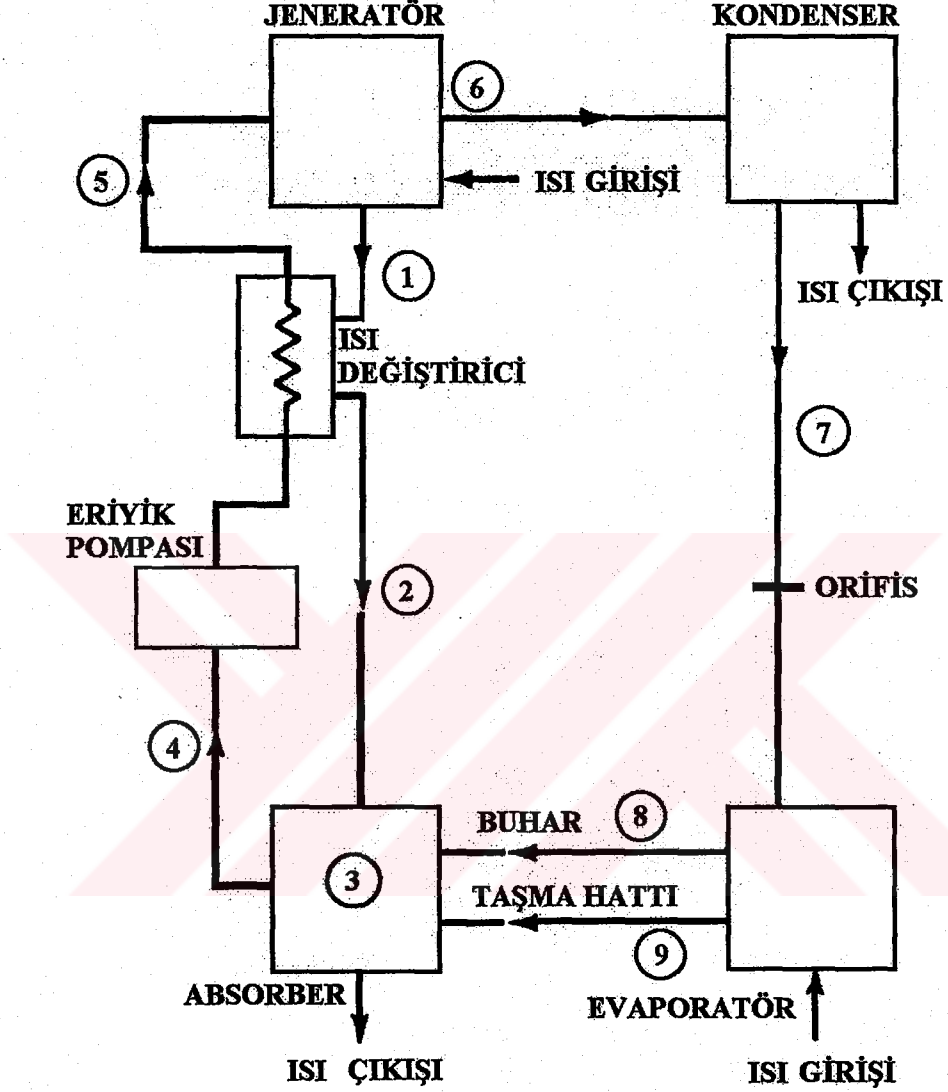 JENERATÖR
KONDENSER
6
5
ISI GİRİŞİ
1
ISI ÇIKIŞI
ISI
DEĞİŞTİRİCİ
7
ERİYİK
POMPASI
2
ORİFİS
4
BUHAR
8
3
TAŞMA HATTI
9
ABSORBER
EVAPORATÖR
ISI ÇIKIŞI
ISI GİRİŞİ